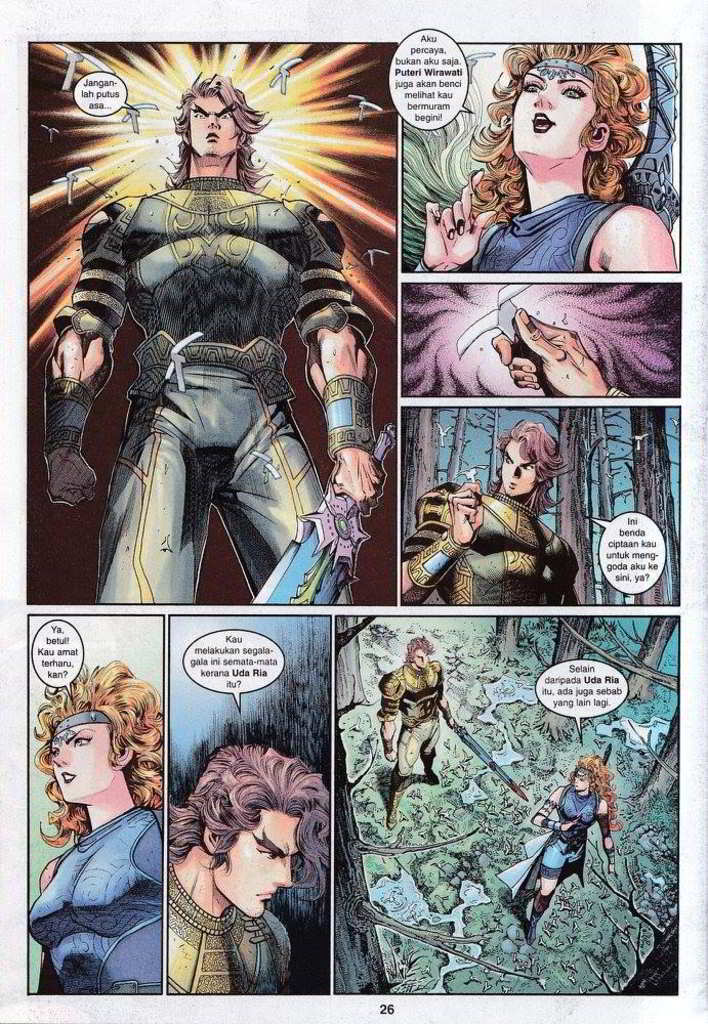 Jangan-
lah putus
asa...
Aku
percaya,
bukan aku saja.
Puteri Wirawati
juga akan benci
melihat kau
bermuram
begini!
Ini
benda
ciptaan kau
untuk meng-
goda aku ke
sini, ya?
Ya,
betul!
Kau amat
terharu,
kan?
Kau
melakukan segala-
gala ini semata-mata
kerana Uda Ria
itu?
Selain
daripada Uda Ria
itu, ada juga sebab
yang lain lagi.
26